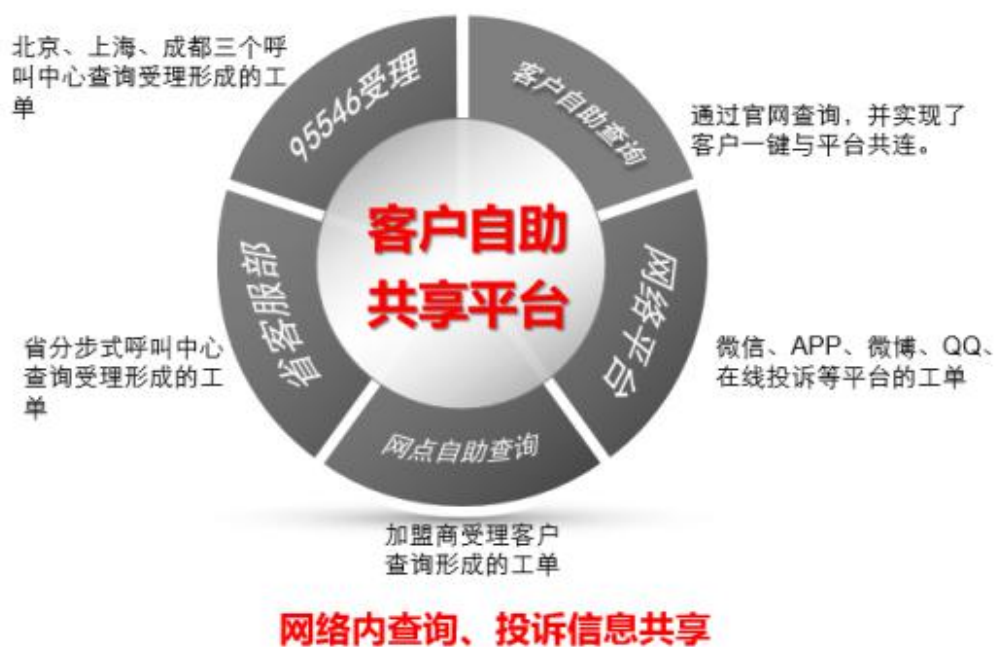 北京、上海、成都三个呼
叫中心查询受理形成的工
单
95546受理
客户自助查询
通过官网查询，并实现了
客户一键与平台共连。
客户自助
共享平台
省客服部
网络平台
省分步式呼叫中心
查询受理形成的工
单
微信、APP、微博、QQ、
在线投诉等平台的工单
网点自助查询
加盟商受理客户
查询形成的工单
网络内查询、投诉信息共享